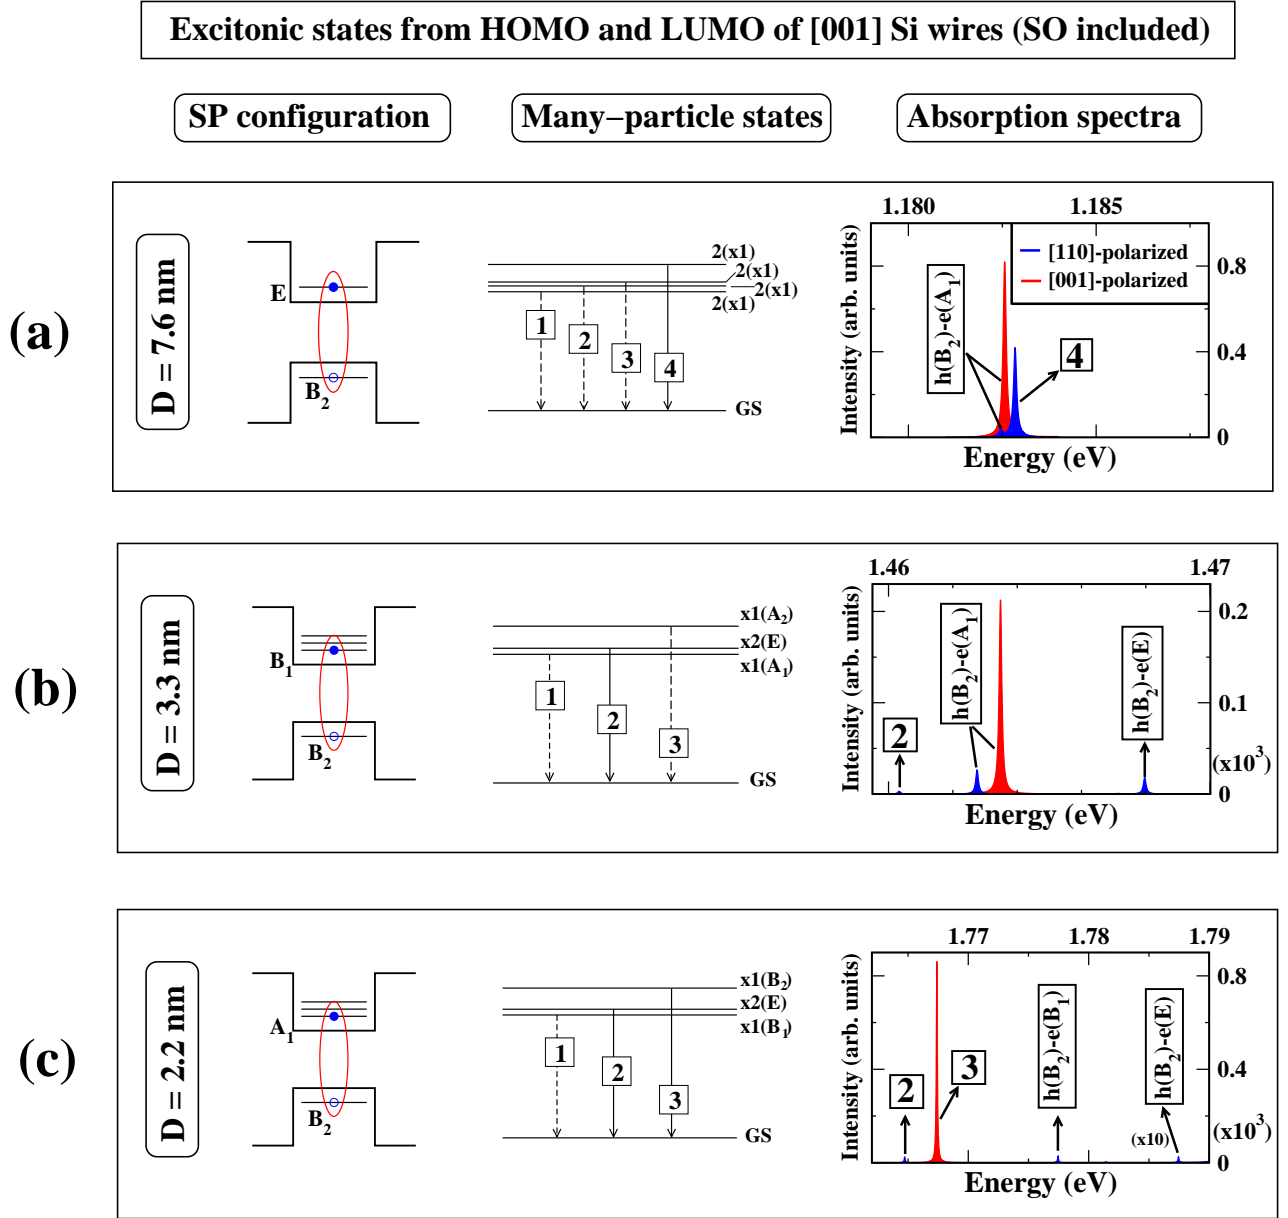 Excitonic states from HOMO and LUMO of [001] Si wires (SO included)
SP configuration
Many−particle states
Absorption spectra
(a)
D = 7.6 nm
E
B2
2(x1)
2(x1)
2(x1)
2(x1)
1
2
3
4
GS
1.180
1.185
Intensity (arb. units)
[110]-polarized
[001]-polarized
h(B2)-e(A1)
4
0.8
0.4
0
Energy (eV)
(b)
D = 3.3 nm
B1
B2
x1(A2)
x2(E)
x1(A1)
1
2
3
GS
1.46
1.47
Intensity (arb. units)
2
h(B2)-e(A1)
h(B2)-e(E)
0.2
0.1
(x10³)
0
Energy (eV)
(c)
D = 2.2 nm
A1
B2
x1(B2)
x2(E)
x1(B1)
1
2
3
GS
1.77
1.78
1.79
Intensity (arb. units)
2
3
h(B2)-e(B1)
h(B2)-e(E)
(x10)
0.8
0.4
(x10³)
0
Energy (eV)